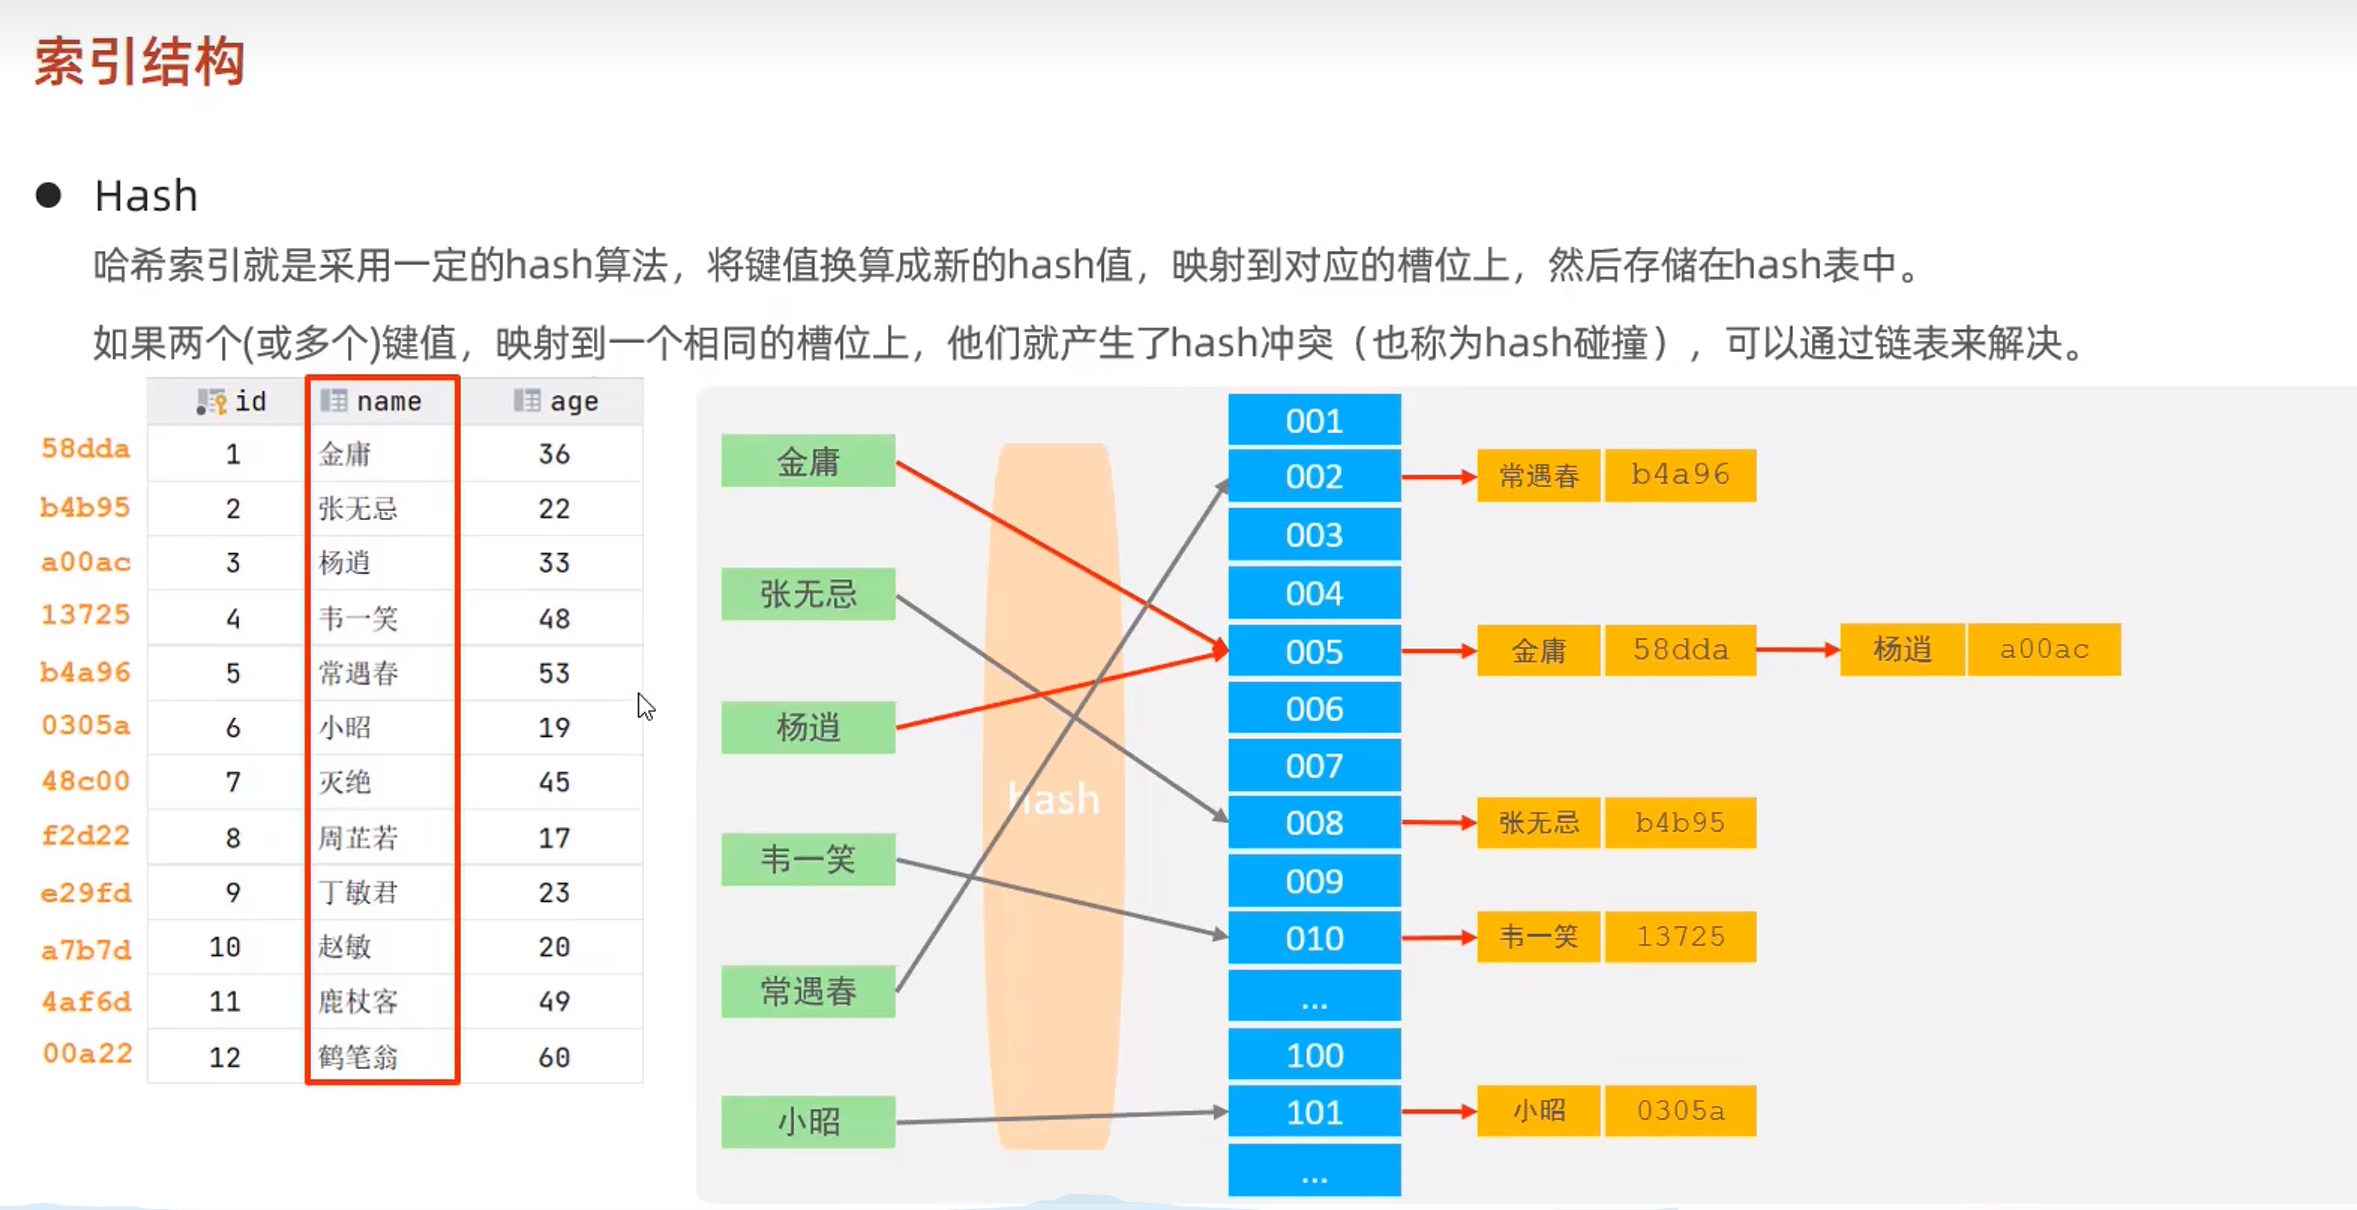 索引结构
● Hash
哈希索引就是采用一定的hash算法，将键值换算成新的hash值，映射到对应的槽位上，然后存储在hash表中。
如果两个(或多个)键值，映射到一个相同的槽位上，他们就产生了hash冲突（也称为hash碰撞），可以通过链表来解决。
id name age
58dda 1 金庸 36
b4b95 2 张无忌 22
a00ac 3 杨逍 33
13725 4 韦一笑 48
b4a96 5 常遇春 53
0305a 6 小昭 19
48c00 7 灭绝 45
f2d22 8 周芷若 17
e29fd 9 丁敏君 23
a7b7d 10 赵敏 20
4af6d 11 鹿杖客 49
00a22 12 鹤笔翁 60
金庸
张无忌
杨逍
韦一笑
常遇春
小昭
hash
001
002 常遇春 b4a96
003
004
005 金庸 58dda 杨逍 a00ac
006
007
008 张无忌 b4b95
009
010 韦一笑 13725
...
100
101 小昭 0305a
...